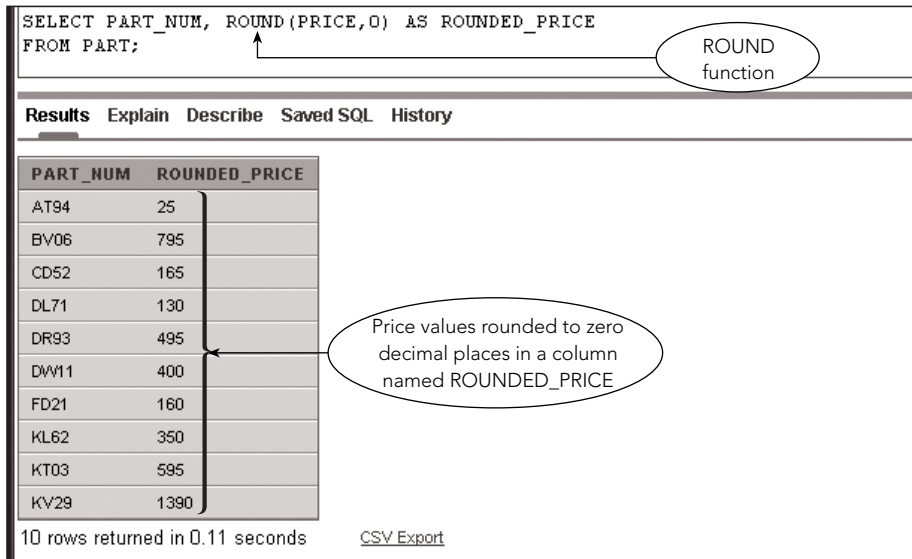 SELECT PART_NUM, ROUND(PRICE,0) AS ROUNDED_PRICE
FROM PART;
ROUND
function
Results Explain Describe Saved SQL History
PART_NUM ROUNDED_PRICE
AT94 25
BV06 795
CD52 165
DL71 130
DR93 495
DW11 400
FD21 160
KL62 350
KT03 595
KV29 1390
Price values rounded to zero
decimal places in a column
named ROUNDED_PRICE
10 rows returned in 0.11 seconds CSV Export